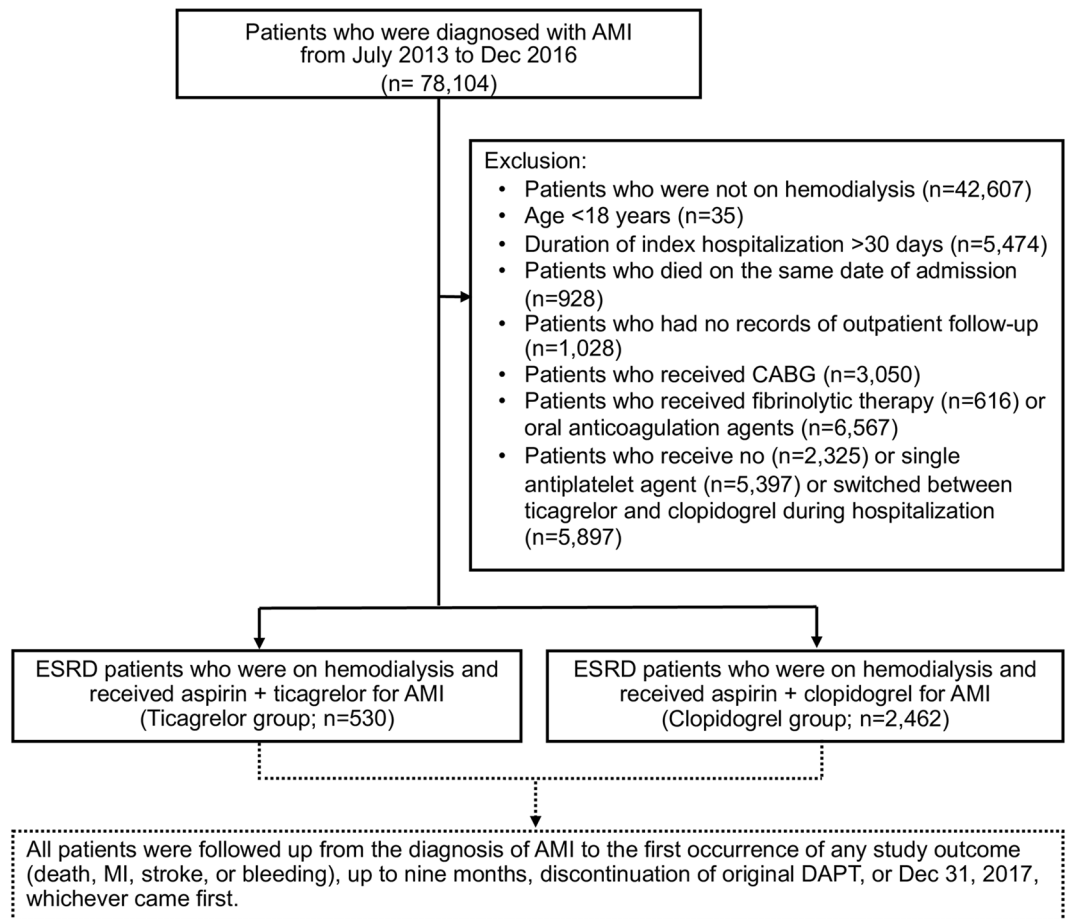 Patients who were diagnosed with AMI
from July 2013 to Dec 2016
(n= 78,104)
Exclusion:
• Patients who were not on hemodialysis (n=42,607)
• Age <18 years (n=35)
• Duration of index hospitalization >30 days (n=5,474)
• Patients who died on the same date of admission
(n=928)
• Patients who had no records of outpatient follow-up
(n=1,028)
• Patients who received CABG (n=3,050)
• Patients who received fibrinolytic therapy (n=616) or
oral anticoagulation agents (n=6,567)
• Patients who receive no (n=2,325) or single
antiplatelet agent (n=5,397) or switched between
ticagrelor and clopidogrel during hospitalization
(n=5,897)
ESRD patients who were on hemodialysis and
received aspirin + ticagrelor for AMI
(Ticagrelor group; n=530)
ESRD patients who were on hemodialysis and
received aspirin + clopidogrel for AMI
(Clopidogrel group; n=2,462)
All patients were followed up from the diagnosis of AMI to the first occurrence of any study outcome
(death, MI, stroke, or bleeding), up to nine months, discontinuation of original DAPT, or Dec 31, 2017,
whichever came first.